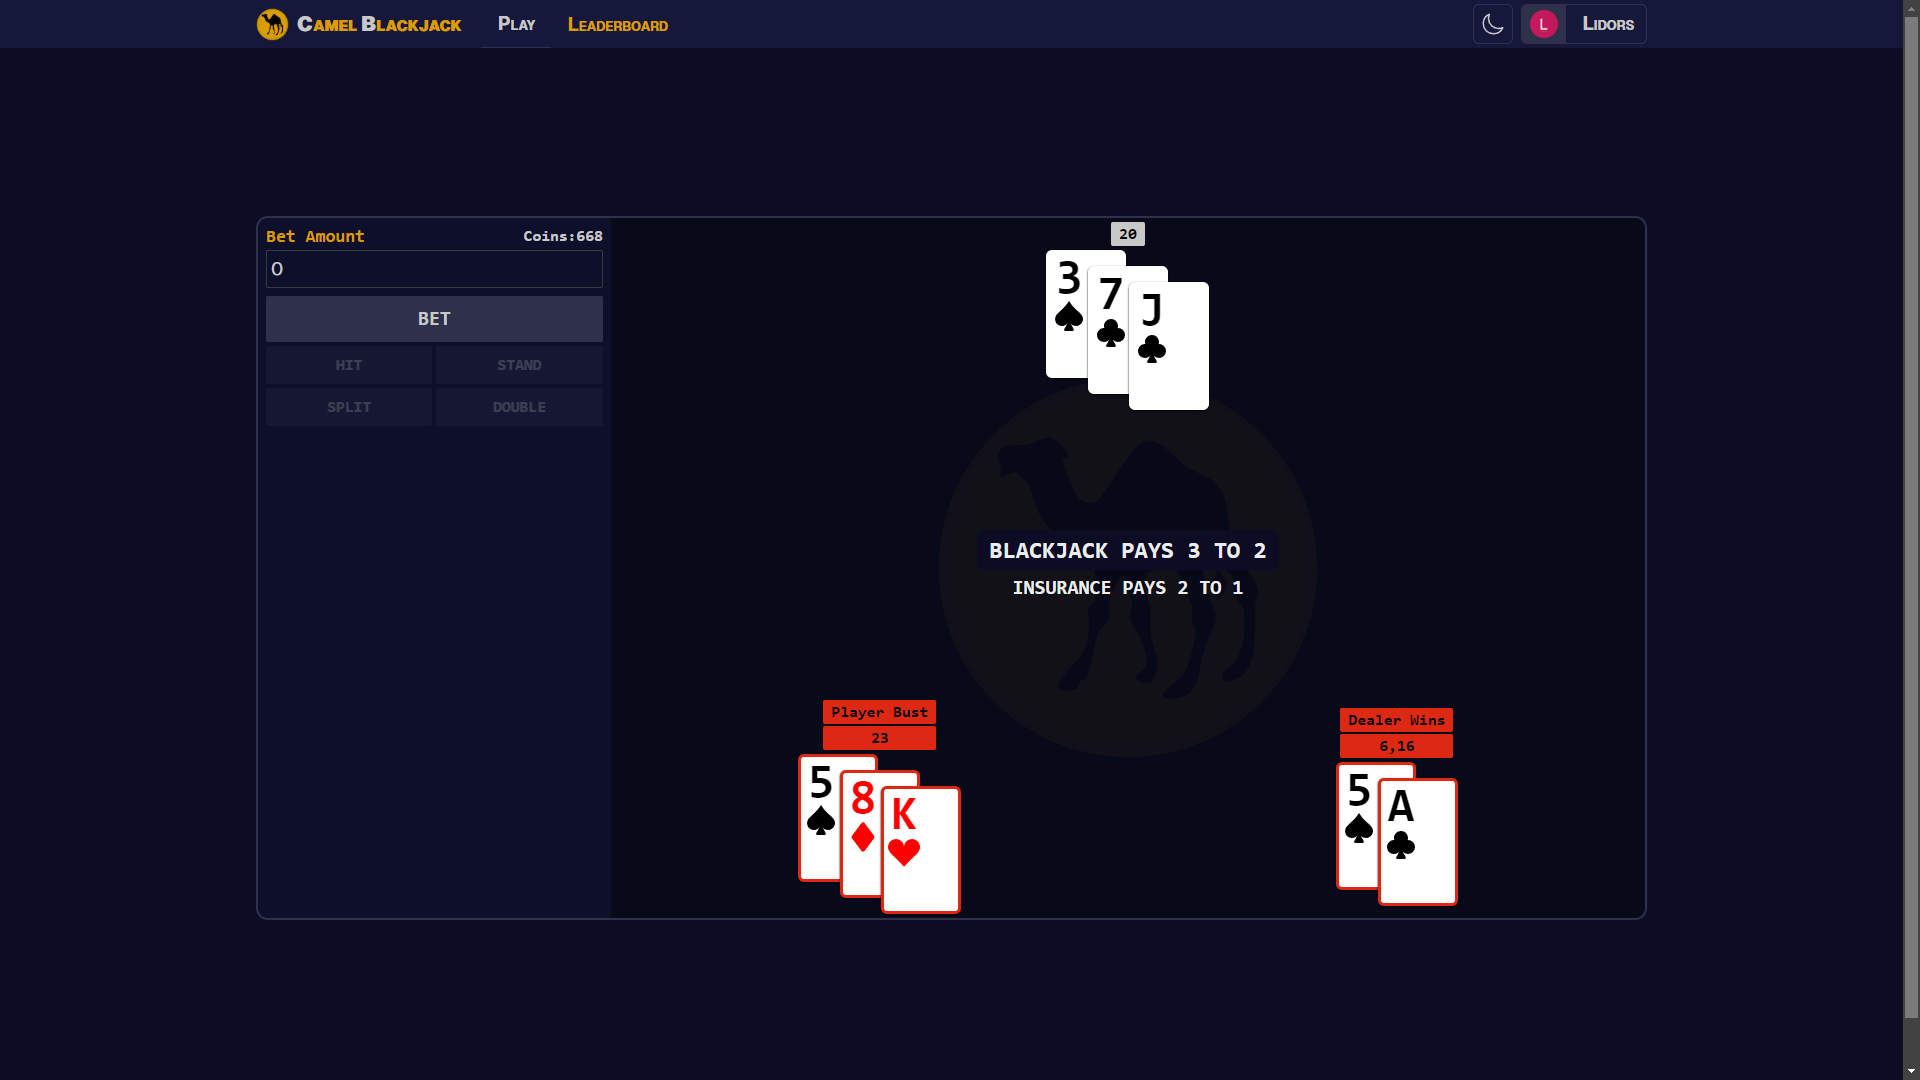 Camel Blackjack
Play
Leaderboard
L
Lidors
Bet Amount
Coins:668
0
BET
HIT
STAND
SPLIT
DOUBLE
20
3
7
J
BLACKJACK PAYS 3 TO 2
INSURANCE PAYS 2 TO 1
Player Bust
23
5
8
K
Dealer Wins
6,16
5
A